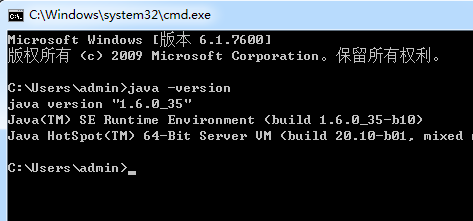 C:\Windows\system32\cmd.exe
Microsoft Windows [版本 6.1.7600]
版权所有 (c) 2009 Microsoft Corporation。保留所有权利。
C:\Users\admin>java -version
java version "1.6.0_35"
Java(TM) SE Runtime Environment (build 1.6.0_35-b10)
Java HotSpot(TM) 64-Bit Server VM (build 20.10-b01, mixed
C:\Users\admin>_